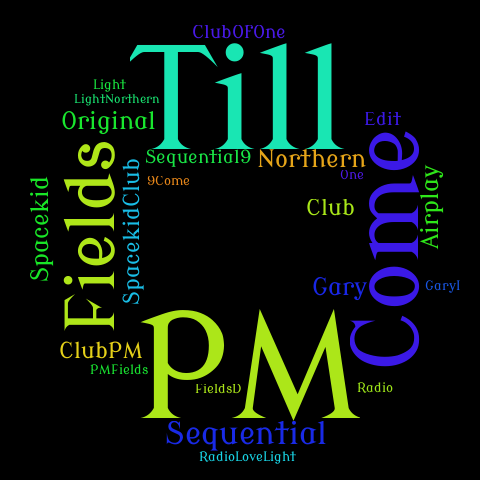 ClubOfOne
Till
Light
LightNorthern
Original
Edit
Sequential9
Northern
9Come
One
Come
Fields
SpacekidClub
Spacekid
Airplay
Club
Gary
GaryI
ClubPM
PMFields
PM
FieldsD
Radio
Sequential
RadioLoveLight